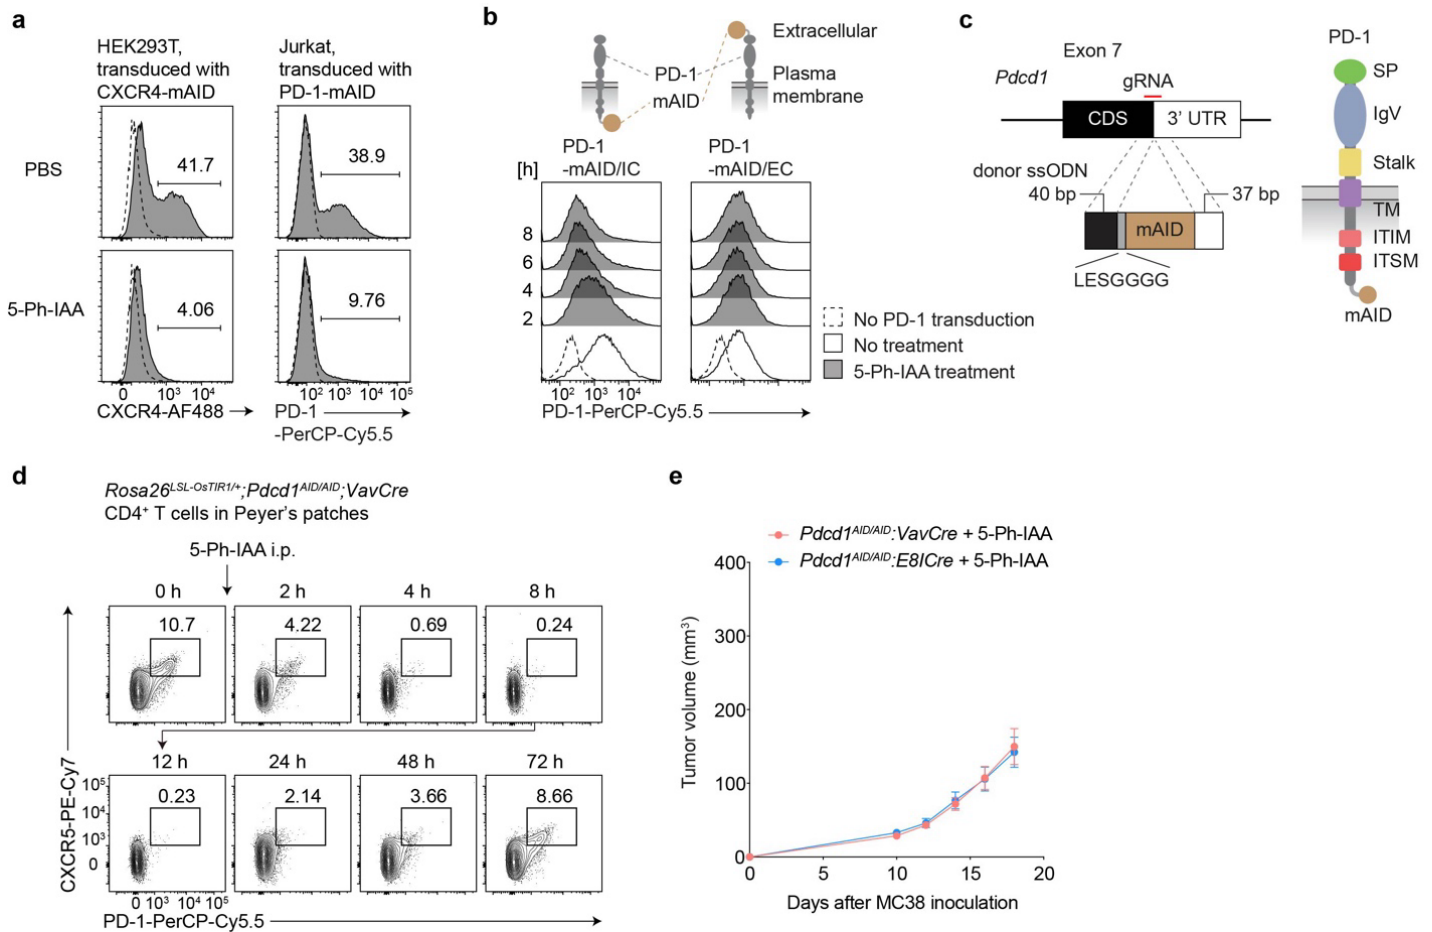 a
HEK293T,
transduced with
CXCR4-mAID
Jurkat,
transduced with
PD-1-mAID
PBS
41.7
38.9
5-Ph-IAA
4.06
9.76
0 10³ 10⁴
10² 10³ 10⁴ 10⁵
CXCR4-AF488
PD-1
-PerCP-Cy5.5
b
Extracellular
PD-1
Plasma
membrane
mAID
PD-1
-mAID/IC
PD-1
-mAID/EC
[h]
8
6
4
2
No PD-1 transduction
No treatment
5-Ph-IAA treatment
10² 10³ 10⁴
PD-1-PerCP-Cy5.5
c
Exon 7
Pdcd1
gRNA
CDS
3' UTR
donor ssODN
40 bp
37 bp
mAID
LESGGGG
PD-1
SP
IgV
Stalk
TM
ITIM
ITSM
mAID
d
Rosa26^LSL-OsTIR1/+;Pdcd1^AID/AID;VavCre
CD4⁺ T cells in Peyer's patches
5-Ph-IAA i.p.
0 h
2 h
4 h
8 h
10.7
4.22
0.69
0.24
12 h
24 h
48 h
72 h
0.23
2.14
3.66
8.66
10⁵
10⁴
10³
0
CXCR5-PE-Cy7
0 10³ 10⁴ 10⁵
PD-1-PerCP-Cy5.5
e
Pdcd1^AID/AID:VavCre + 5-Ph-IAA
Pdcd1^AID/AID:E8ICre + 5-Ph-IAA
400
300
200
100
0
Tumor volume (mm³)
0 5 10 15 20
Days after MC38 inoculation